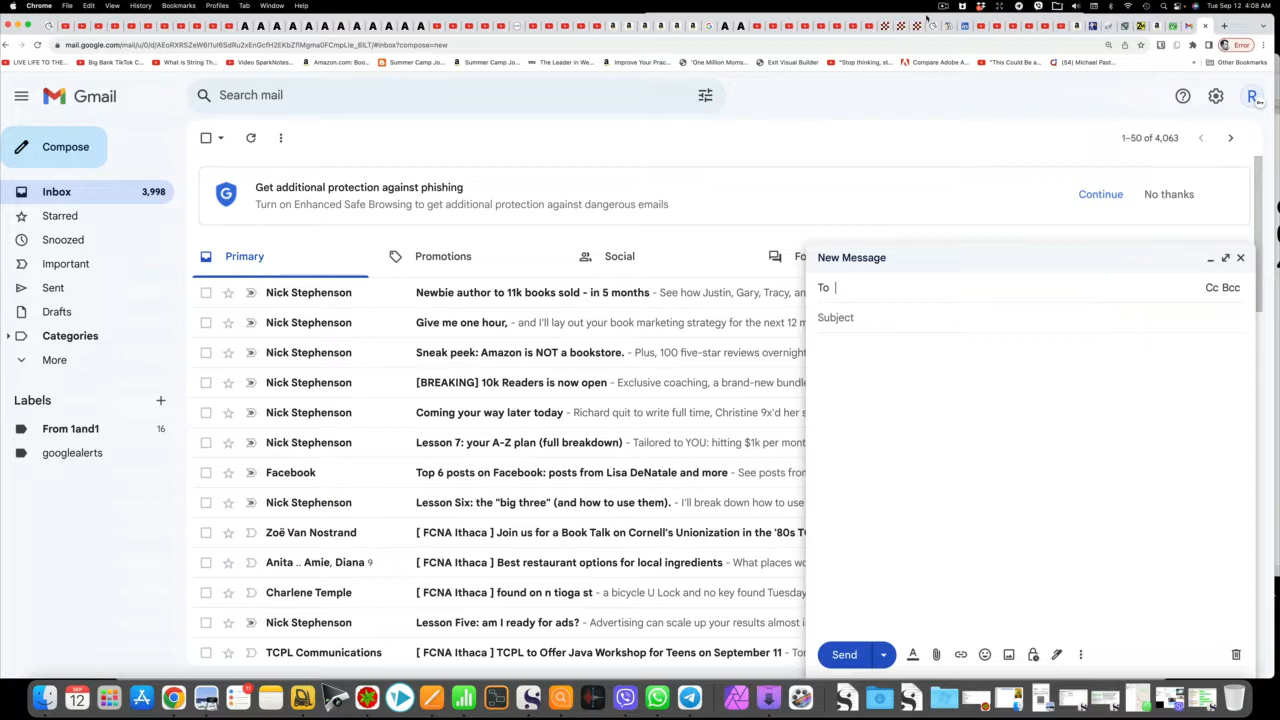 Chrome File Edit View History Bookmarks Profiles Tab Window Help Tue Sep 12 4:08 AM
LIVE LIFE TO THE... Big Bank TikTok C... What is String Th... Video SparkNotes... Amazon.com: Boo... Summer Camp Jo... Summer Camp Jo... The Leader in We... Improve Your Prac... 'One Million Moms... Exit Visual Builder "Stop thinking, st... Compare Adobe A... "This Could Be a... (54) Michael Past... » Other Bookmarks
Error
Gmail
Search mail
R
Compose
1–50 of 4,063
Inbox 3,998
Starred
Snoozed
Important
Sent
Drafts
Categories
More
Labels
From 1and1 16
googlealerts
Get additional protection against phishing
Turn on Enhanced Safe Browsing to get additional protection against dangerous emails
Continue No thanks
Primary Promotions Social Fo
Nick Stephenson Newbie author to 11k books sold - in 5 months - See how Justin, Gary, Tracy, an
Nick Stephenson Give me one hour, - and I'll lay out your book marketing strategy for the next 12 m
Nick Stephenson Sneak peek: Amazon is NOT a bookstore. - Plus, 100 five-star reviews overnight
Nick Stephenson [BREAKING] 10k Readers is now open - Exclusive coaching, a brand-new bundle
Nick Stephenson Coming your way later today - Richard quit to write full time, Christine 9x'd her s
Nick Stephenson Lesson 7: your A-Z plan (full breakdown) - Tailored to YOU: hitting $1k per mont
Facebook Top 6 posts on Facebook: posts from Lisa DeNatale and more - See posts from
Nick Stephenson Lesson Six: the "big three" (and how to use them). - I'll break down how to use
Zoë Van Nostrand [ FCNA Ithaca ] Join us for a Book Talk on Cornell's Unionization in the '80s TC
Anita .. Amie, Diana 9 [ FCNA Ithaca ] Best restaurant options for local ingredients - What places wo
Charlene Temple [ FCNA Ithaca ] found on n tioga st - a bicycle U Lock and no key found Tuesday
Nick Stephenson Lesson Five: am I ready for ads? - Advertising can scale up your results almost i
TCPL Communications [ FCNA Ithaca ] TCPL to Offer Java Workshop for Teens on September 11 - Tor
New Message
To Cc Bcc
Subject
Send